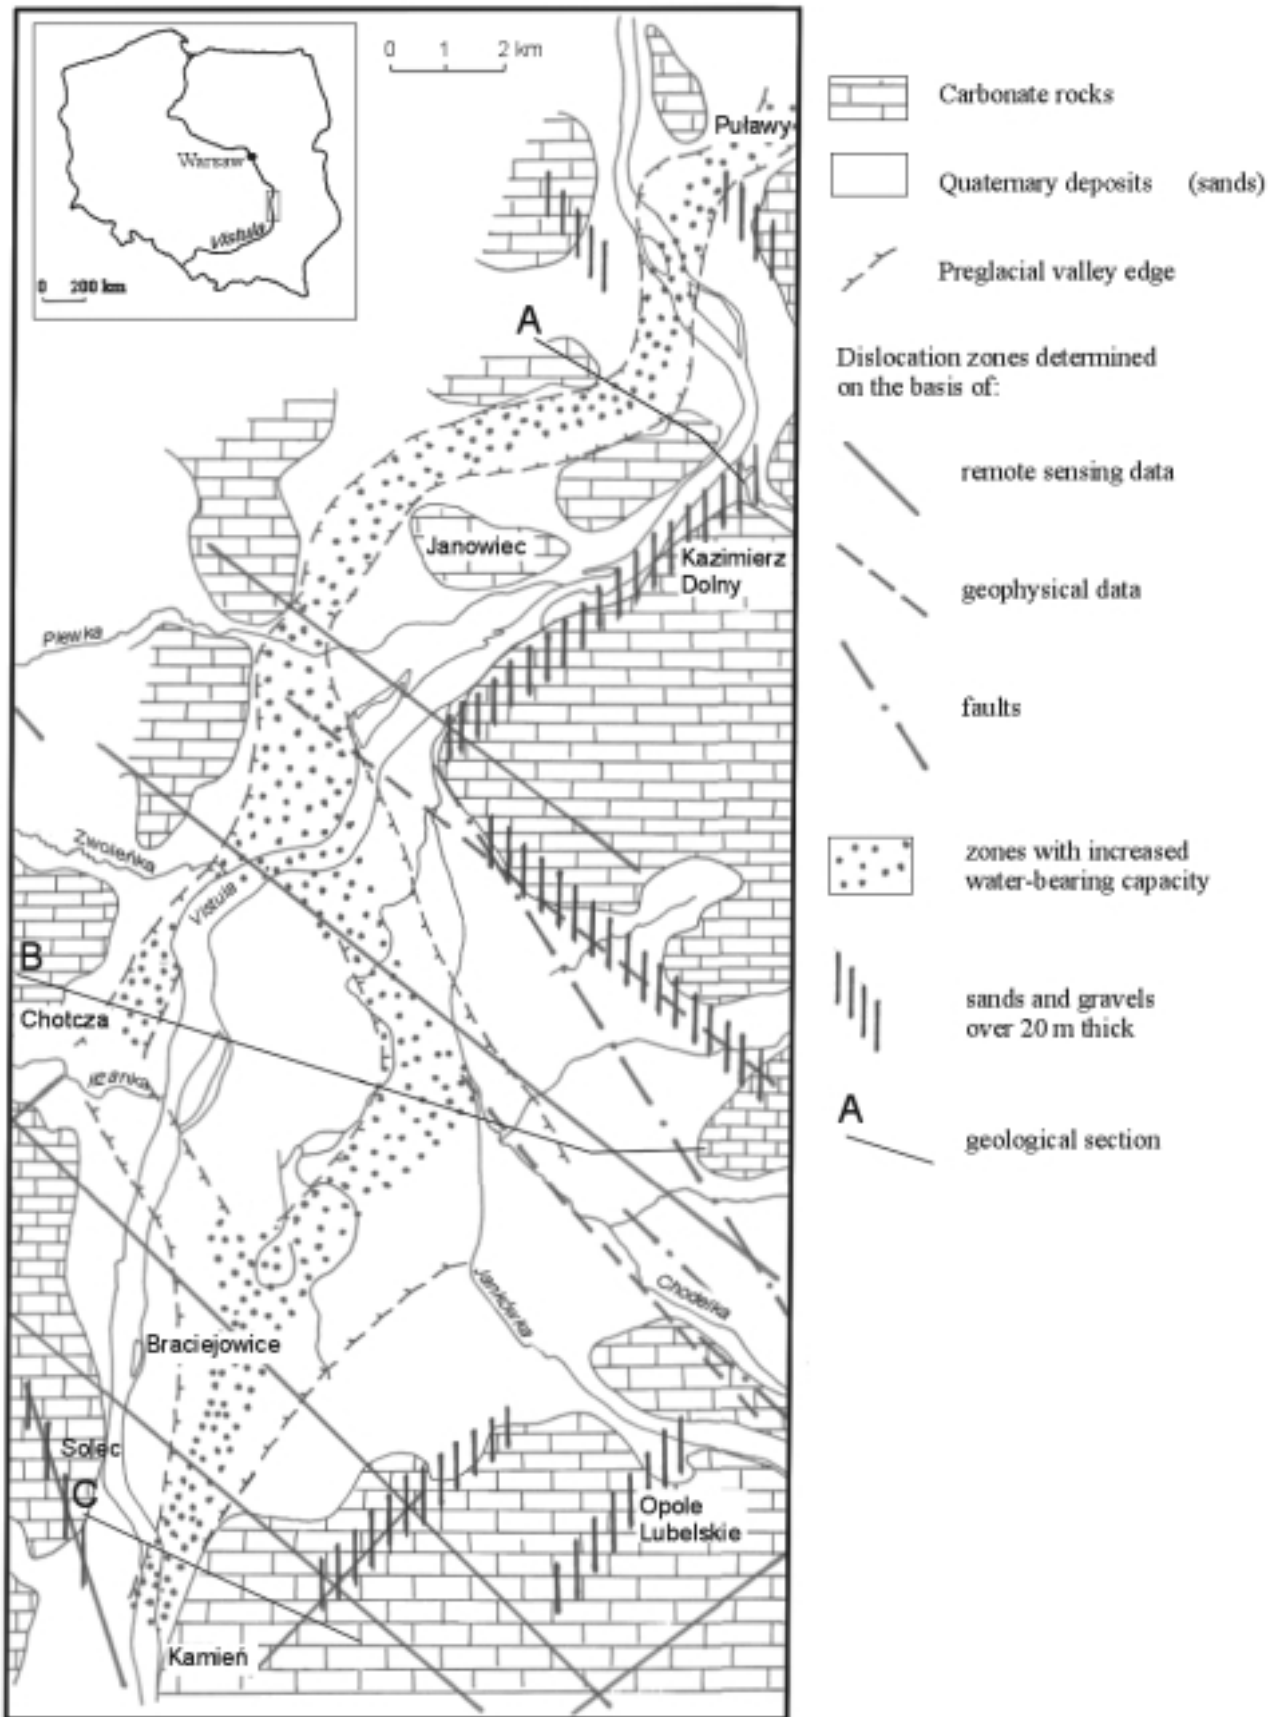 0 1 2 km
Warsaw
Vistula
0 200 km
Puławy
A
Janowiec
Kazimierz
Dolny
Plewka
Zwoleńka
Vistula
B
Chotcza
Iłżanka
Braciejowice
Jankówka
Chodelka
Solec
C
Opole
Lubelskie
Kamień
Carbonate rocks
Quaternary deposits (sands)
Preglacial valley edge
Dislocation zones determined
on the basis of:
remote sensing data
geophysical data
faults
zones with increased
water-bearing capacity
sands and gravels
over 20 m thick
A
geological section